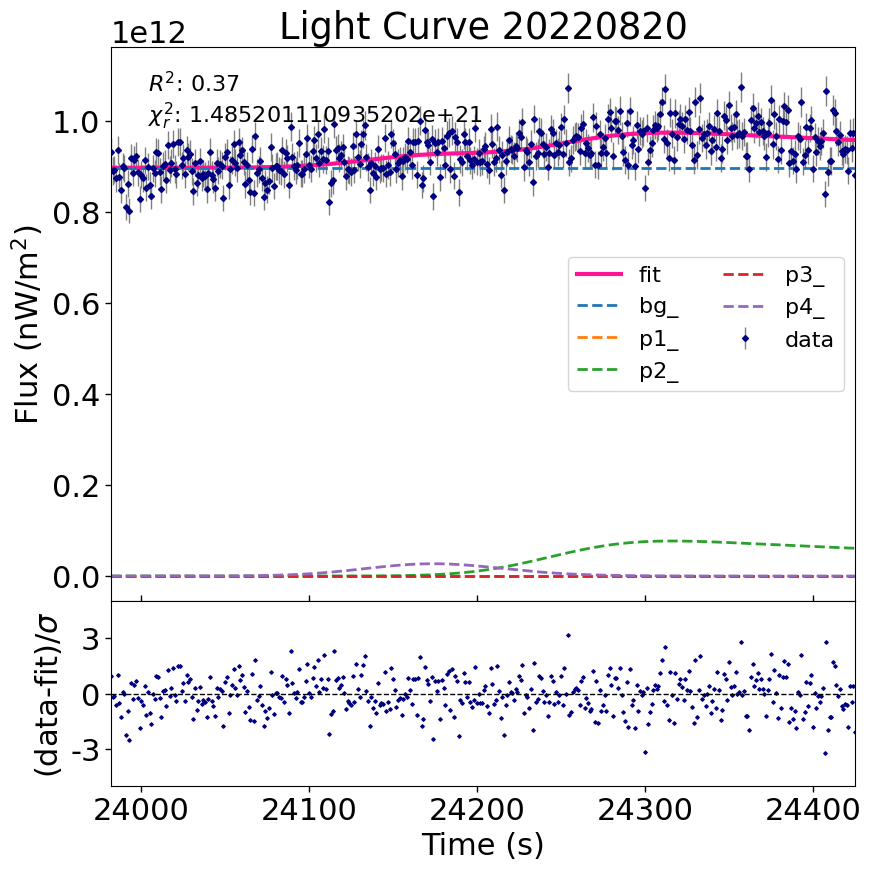 Light Curve 20220820
1e12
R²: 0.37
χ²ᵣ: 1.4852011110935202e+21
1.0
0.8
0.6
0.4
0.2
0.0
Flux (nW/m²)
fit
bg_
p1_
p2_
p3_
p4_
data
3
0
-3
(data-fit)/σ
24000
24100
24200
24300
24400
Time (s)